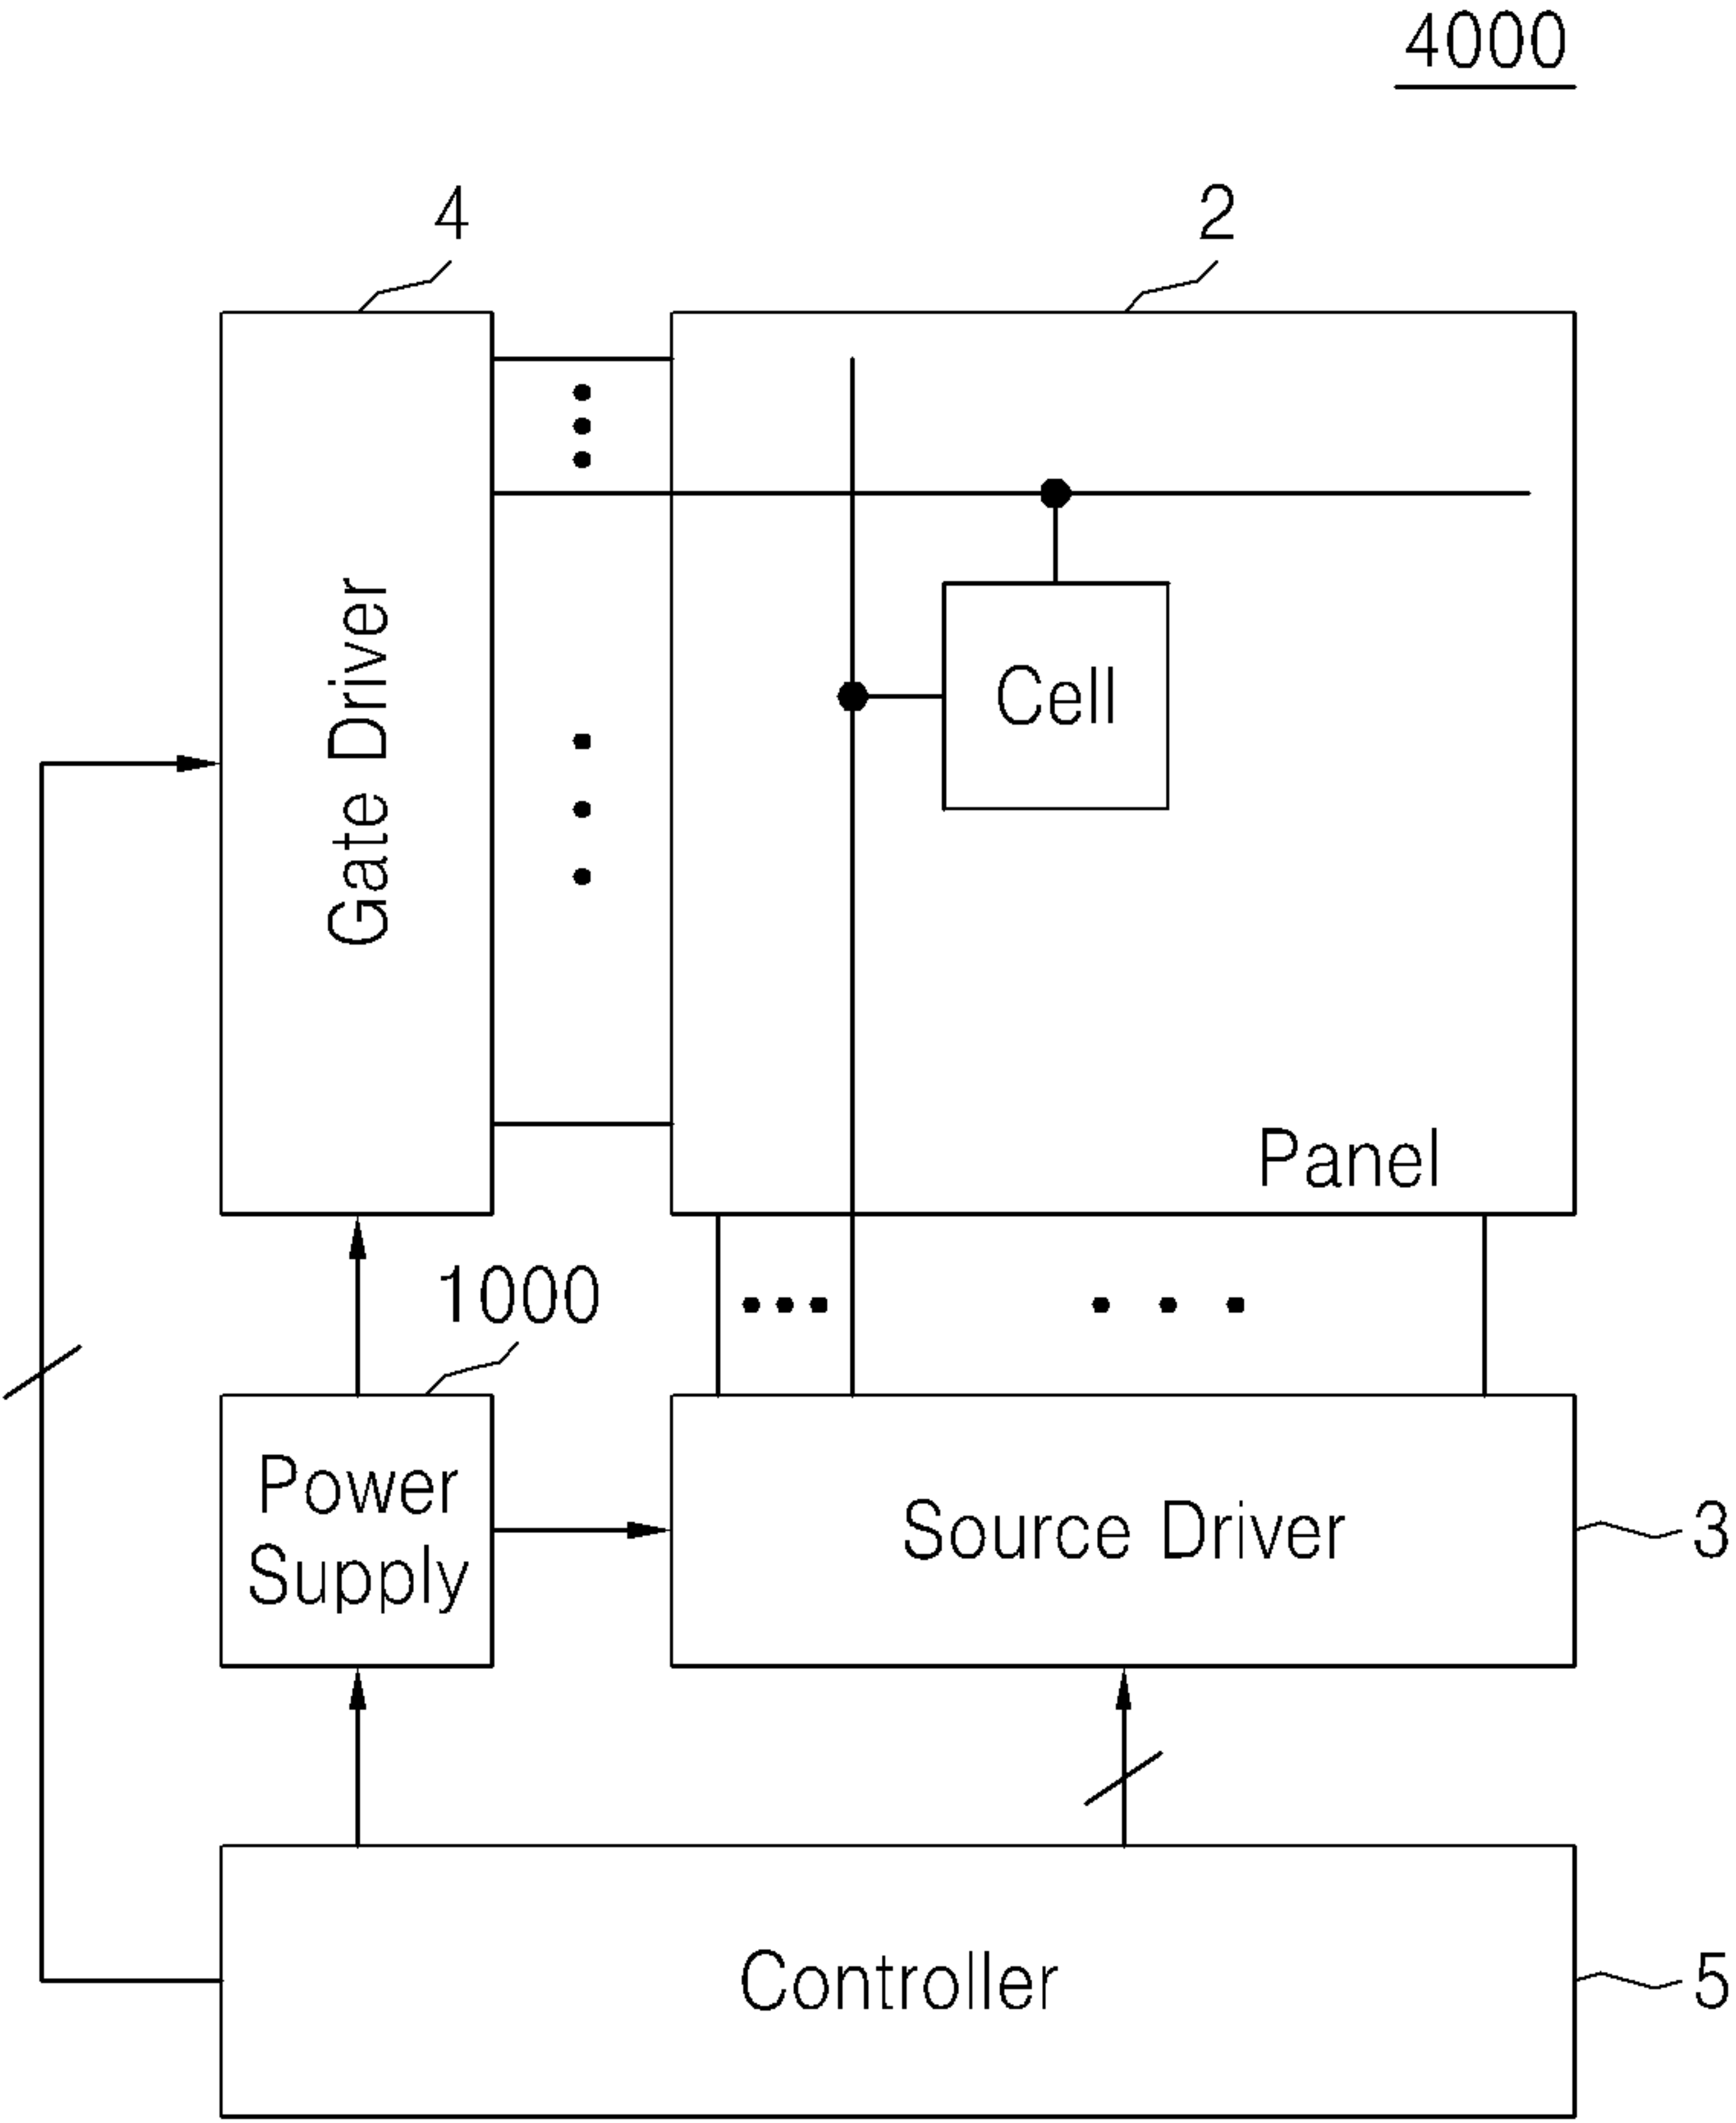 4000
4
2
Gate Driver
Cell
Panel
1000
Power
Supply
Source Driver
3
Controller
5